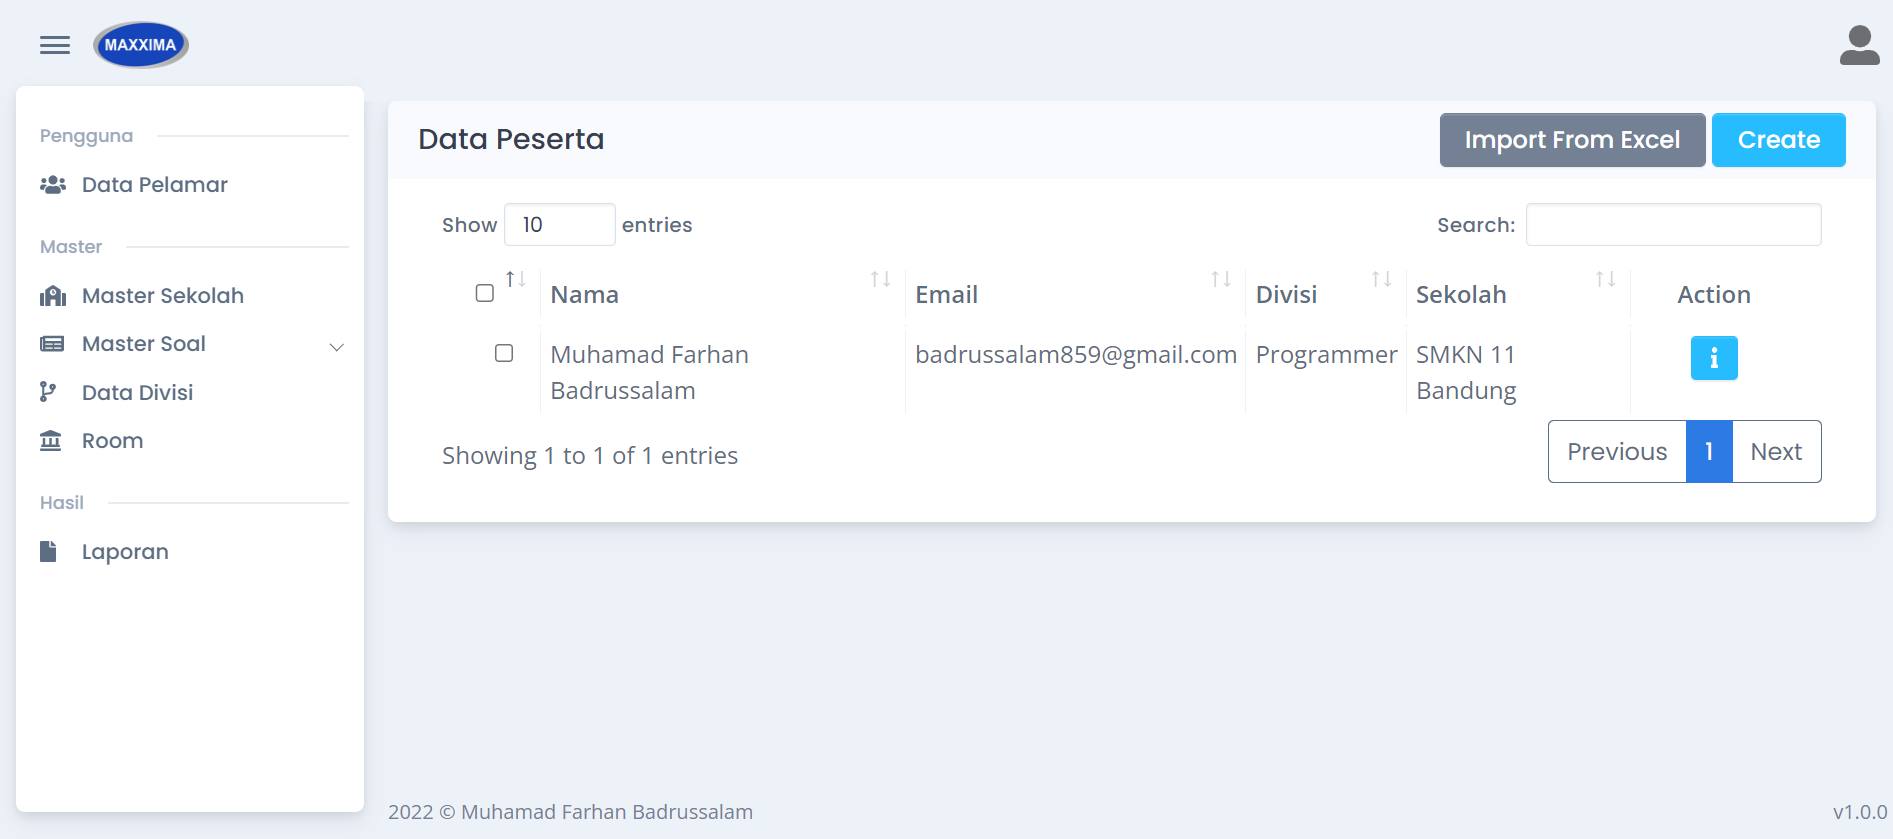 MAXXIMA
Pengguna
Data Pelamar
Master
Master Sekolah
Master Soal
Data Divisi
Room
Hasil
Laporan
Data Peserta
Import From Excel
Create
Show 10 entries
Search:
Nama Email Divisi Sekolah Action
Muhamad Farhan badrussalam859@gmail.com Programmer SMKN 11
Badrussalam Bandung
Showing 1 to 1 of 1 entries
Previous 1 Next
2022 © Muhamad Farhan Badrussalam
v1.0.0